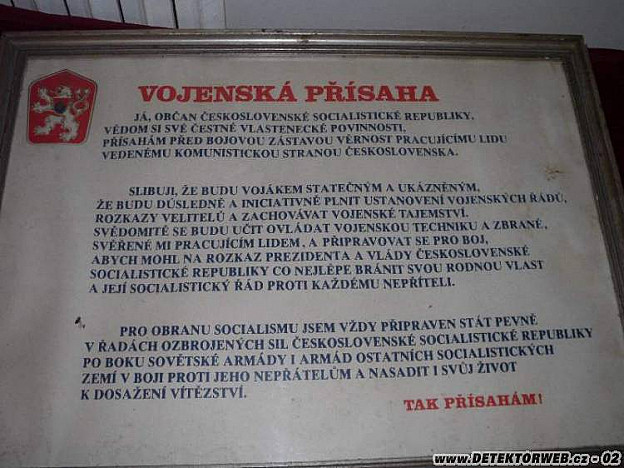 VOJENSKÁ PŘÍSAHA
JÁ, OBČAN ČESKOSLOVENSKÉ SOCIALISTICKÉ REPUBLIKY,
VĚDOM SI SVÉ ČESTNÉ VLASTENECKÉ POVINNOSTI,
PŘÍSAHÁM PŘED BOJOVOU ZÁSTAVOU VĚRNOST PRACUJÍCÍMU LIDU
VEDENÉMU KOMUNISTICKOU STRANOU ČESKOSLOVENSKA.
SLIBUJI, ŽE BUDU VOJÁKEM STATEČNÝM A UKÁZNĚNÝM,
ŽE BUDU DŮSLEDNĚ A INICIATIVNĚ PLNIT USTANOVENÍ VOJENSKÝCH ŘÁDŮ,
ROZKAZY VELITELŮ A ZACHOVÁVAT VOJENSKÉ TAJEMSTVÍ.
SVĚDOMITĚ SE BUDU UČIT OVLÁDAT VOJENSKOU TECHNIKU A ZBRANĚ,
SVĚŘENÉ MI PRACUJÍCÍM LIDEM, A PŘIPRAVOVAT SE PRO BOJ,
ABYCH MOHL NA ROZKAZ PREZIDENTA A VLÁDY ČESKOSLOVENSKÉ
SOCIALISTICKÉ REPUBLIKY CO NEJLÉPE BRÁNIT SVOU RODNOU VLAST
A JEJÍ SOCIALISTICKÝ ŘÁD PROTI KAŽDÉMU NEPŘÍTELI.
PRO OBRANU SOCIALISMU JSEM VŽDY PŘIPRAVEN STÁT PEVNĚ
V ŘADÁCH OZBROJENÝCH SIL ČESKOSLOVENSKÉ SOCIALISTICKÉ REPUBLIKY
PO BOKU SOVĚTSKÉ ARMÁDY I ARMÁD OSTATNÍCH SOCIALISTICKÝCH
ZEMÍ V BOJI PROTI JEHO NEPŘÁTELŮM A NASADIT I SVŮJ ŽIVOT
K DOSAŽENÍ VÍTĚZSTVÍ.
TAK PŘÍSAHÁM!
www.DETEKTORWEB.cz - 02